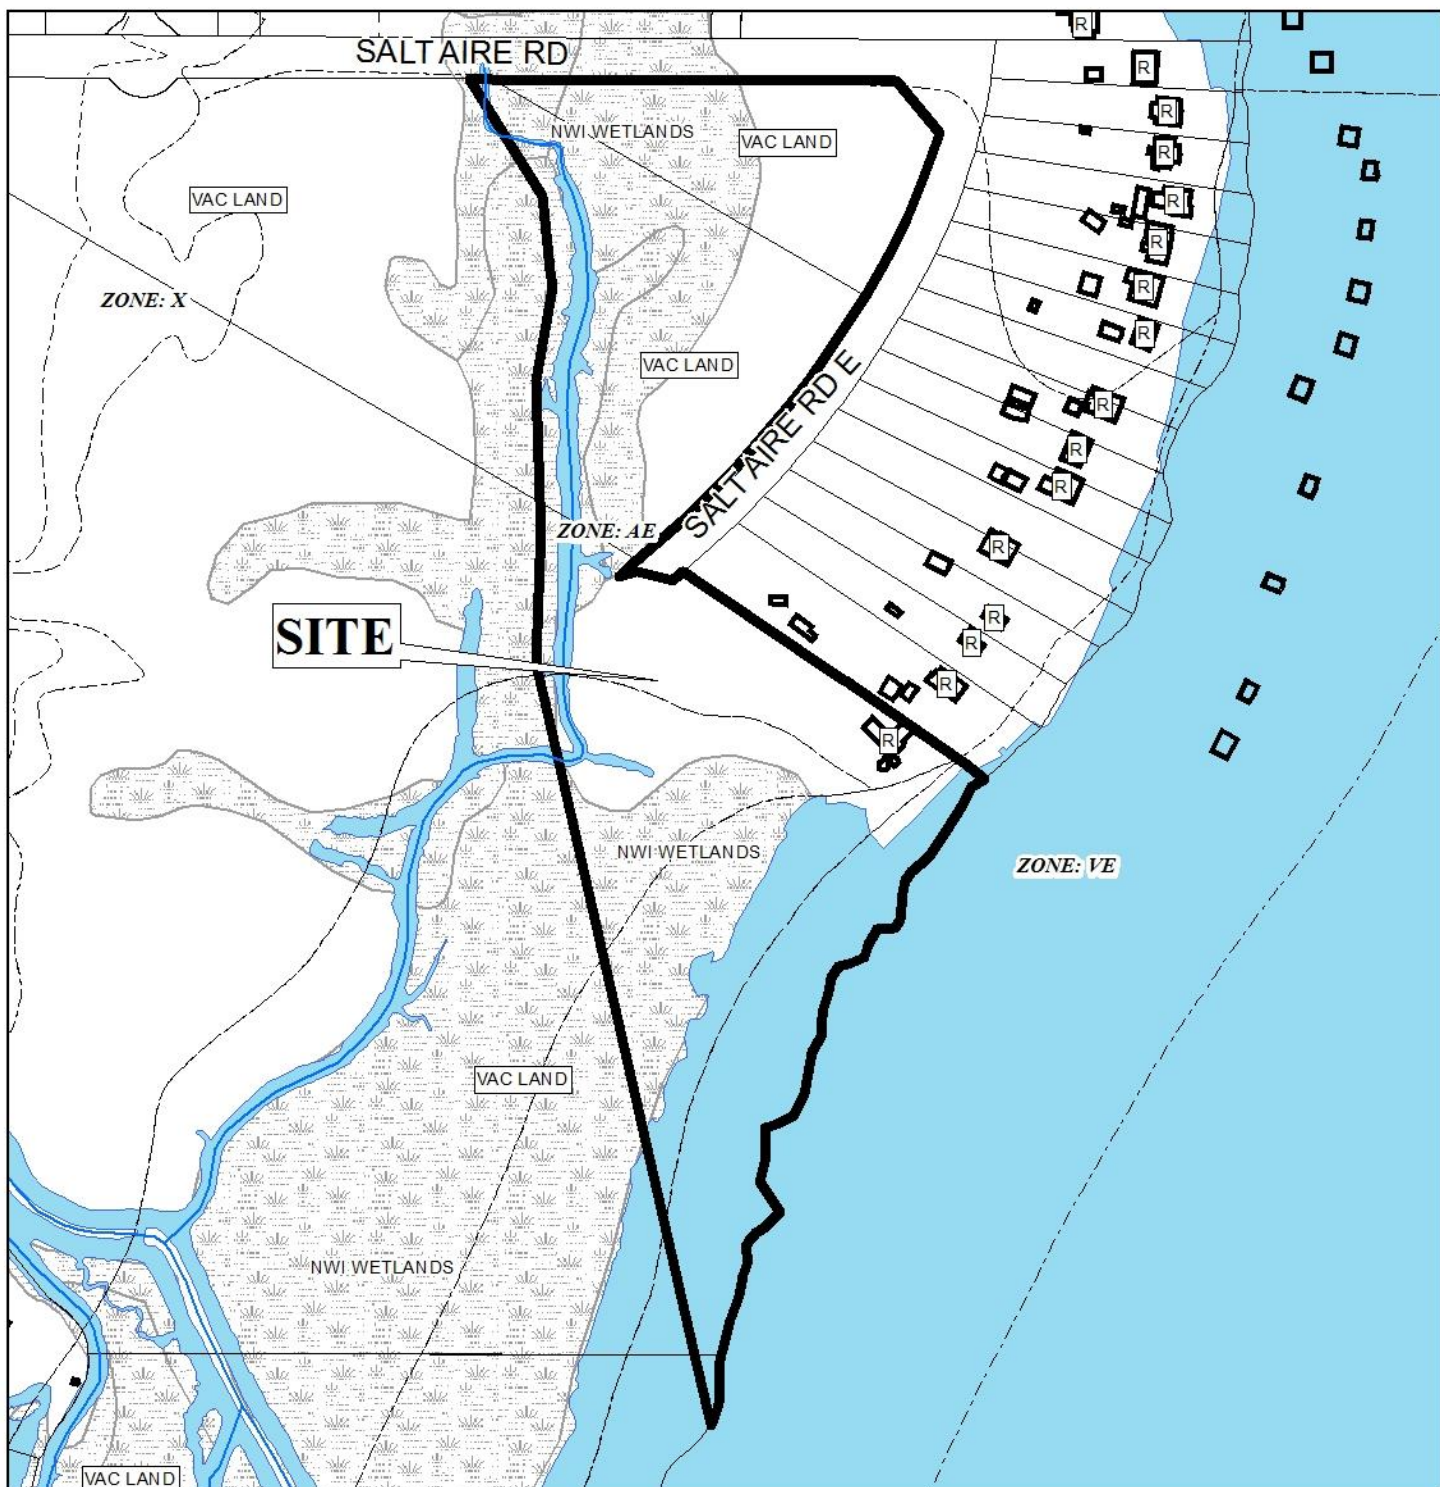 R
SALTAIRE RD
R
R
NWI WETLANDS
VAC LAND
R
VAC LAND
R
R
ZONE: X
R
R
VAC LAND
SALTAIRE RD E
R
R
R
ZONE: AE
R
R
SITE
R
R
R
NWI WETLANDS
ZONE: VE
VAC LAND
NWI WETLANDS
VAC LAND